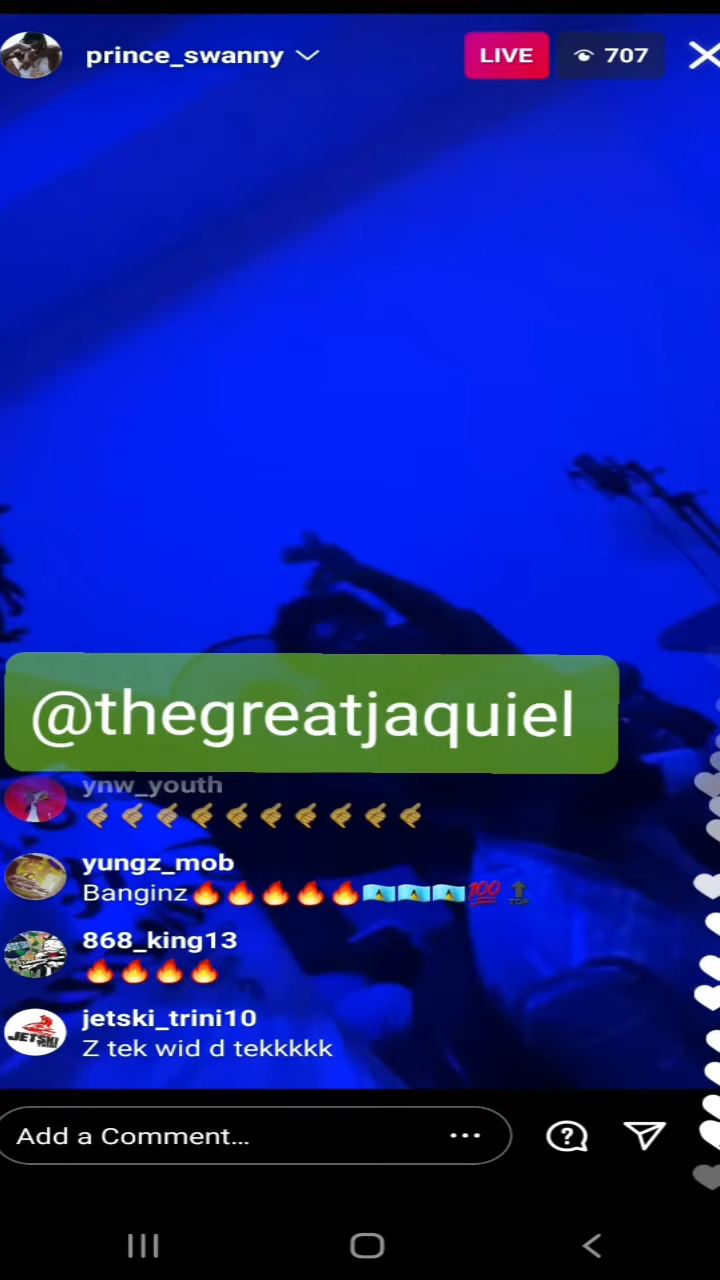 prince_swanny
LIVE
707
@thegreatjaquiel
ynw_youth
yungz_mob
Banginz🔥🔥🔥🔥🔥🇱🇨🇱🇨🇱🇨💯🔝
868_king13
🔥🔥🔥🔥
jetski_trini10
Z tek wid d tekkkkk
Add a Comment...